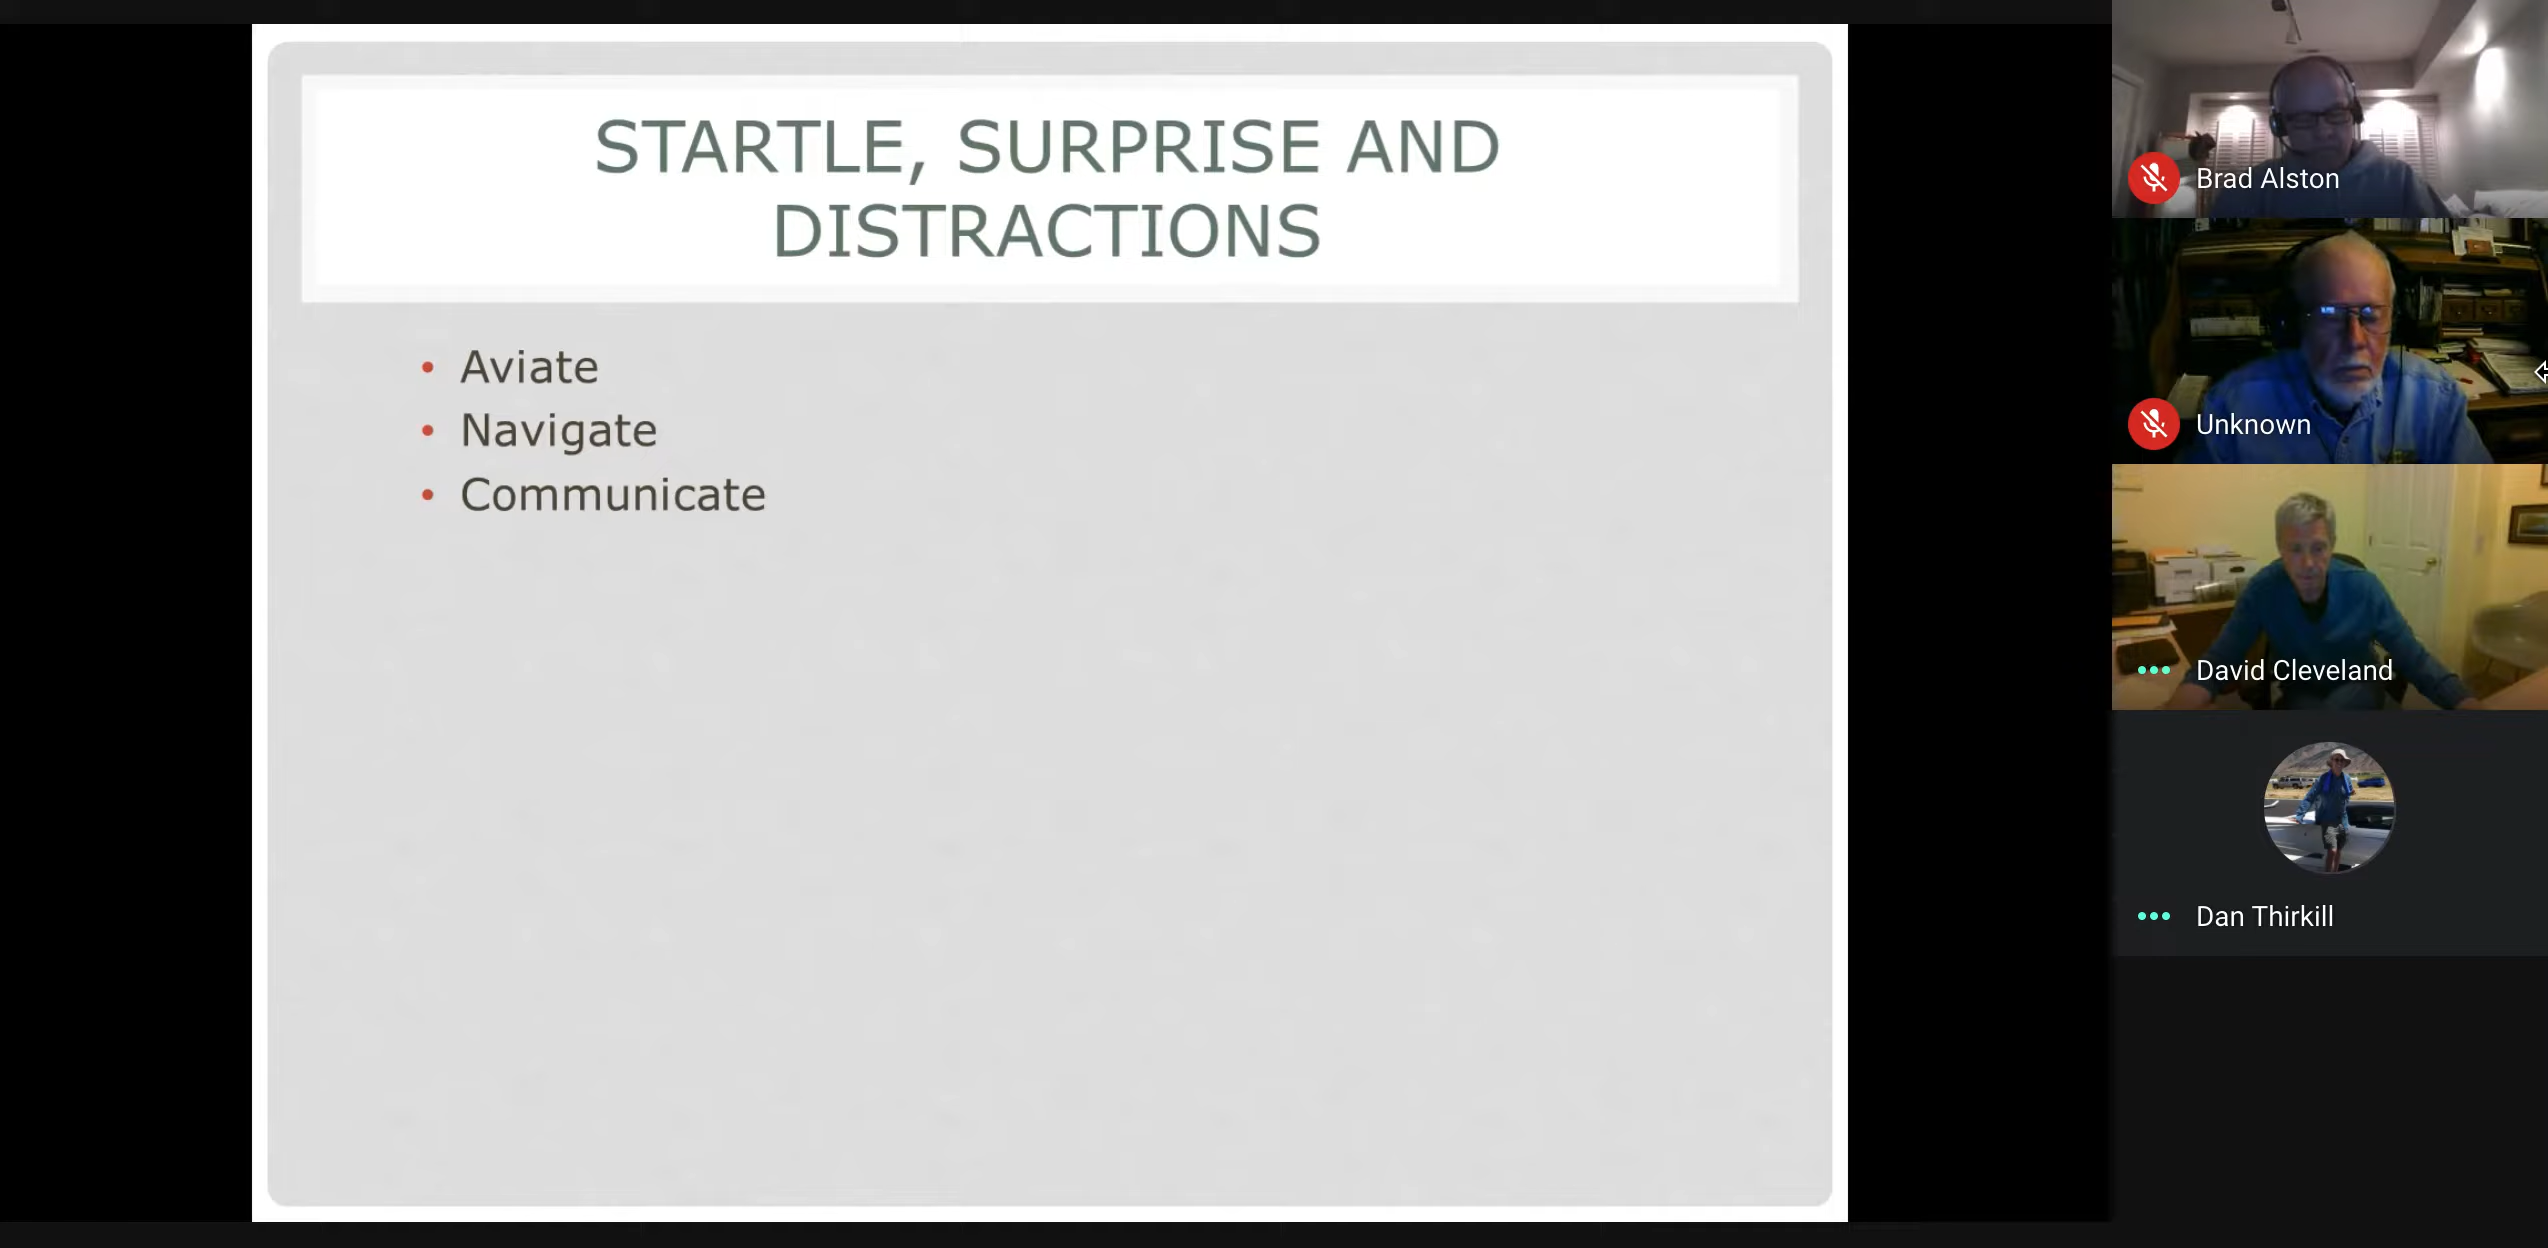 STARTLE, SURPRISE AND
DISTRACTIONS
• Aviate
• Navigate
• Communicate
Brad Alston
Unknown
David Cleveland
Dan Thirkill